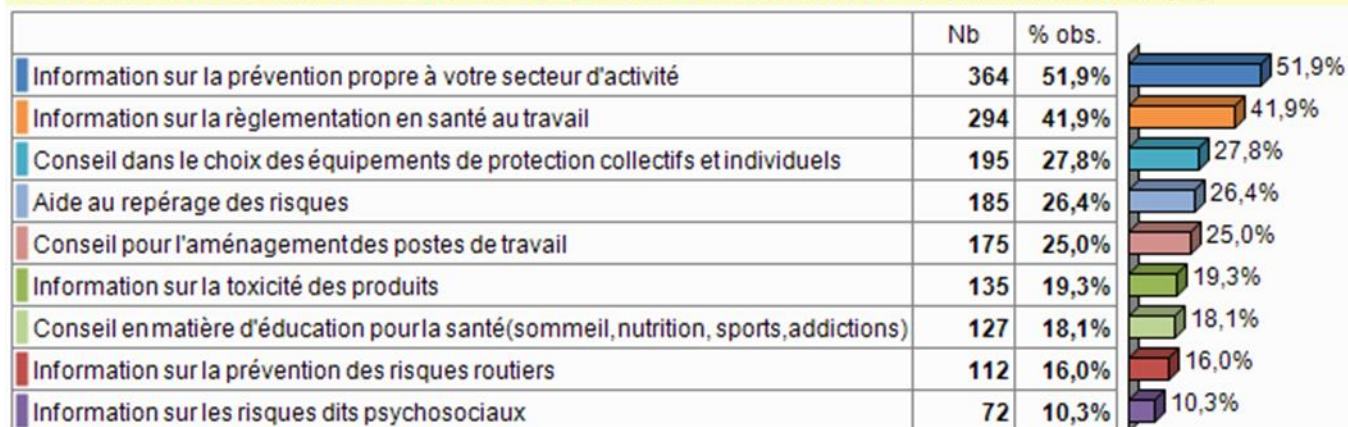 Nb % obs.
Information sur la prévention propre à votre secteur d'activité 364 51,9% 51,9%
Information sur la règlementation en santé au travail 294 41,9% 41,9%
Conseil dans le choix des équipements de protection collectifs et individuels 195 27,8% 27,8%
Aide au repérage des risques 185 26,4% 26,4%
Conseil pour l'aménagement des postes de travail 175 25,0% 25,0%
Information sur la toxicité des produits 135 19,3% 19,3%
Conseil en matière d'éducation pour la santé (sommeil, nutrition, sports, addictions) 127 18,1% 18,1%
Information sur la prévention des risques routiers 112 16,0% 16,0%
Information sur les risques dits psychosociaux 72 10,3% 10,3%